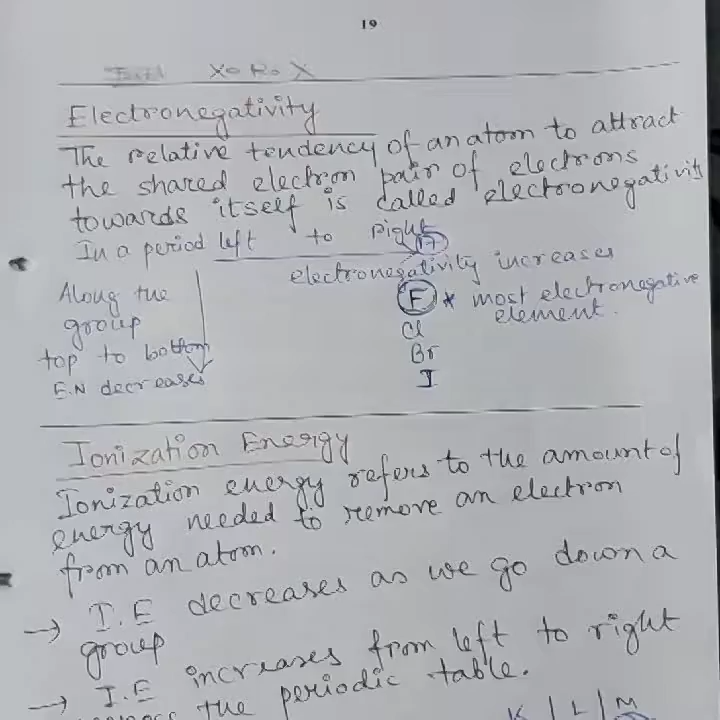 19
X
Electronegativity
The relative tendency of an atom to attract
the shared electron pair of electrons
towards itself is called electronegativity
In a period left to right
17
electronegativity increases
Along the
group
top to bottom
E.N decreases
F * most electronegative
element.
Cl
Br
I
Ionization Energy
Ionization energy refers to the amount of
energy needed to remove an electron
from an atom.
→ I.E decreases as we go down a
group
→ I.E increases from left to right
the periodic table.
K | L | M